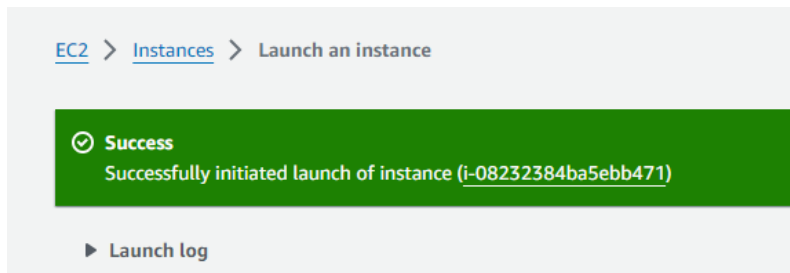 EC2 > Instances > Launch an instance
Success
Successfully initiated launch of instance (i-08232384ba5ebb471)
Launch log